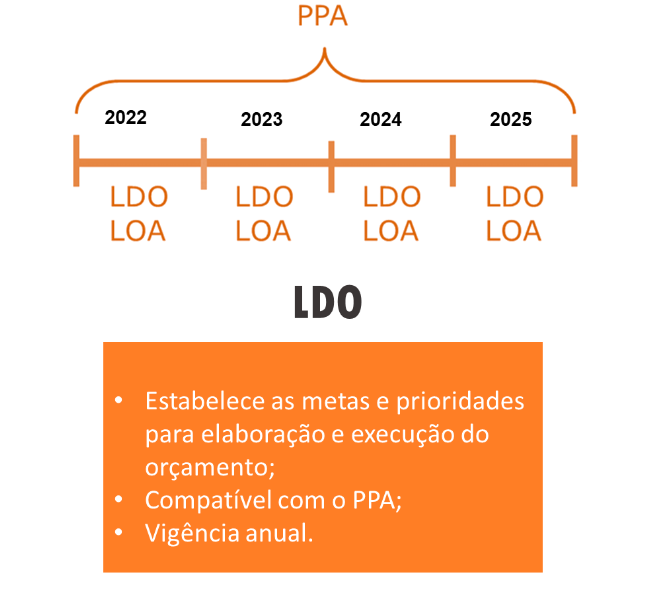 PPA
2022 2023 2024 2025
LDO LDO LDO LDO
LOA LOA LOA LOA
LDO
• Estabelece as metas e prioridades
para elaboração e execução do
orçamento;
• Compatível com o PPA;
• Vigência anual.